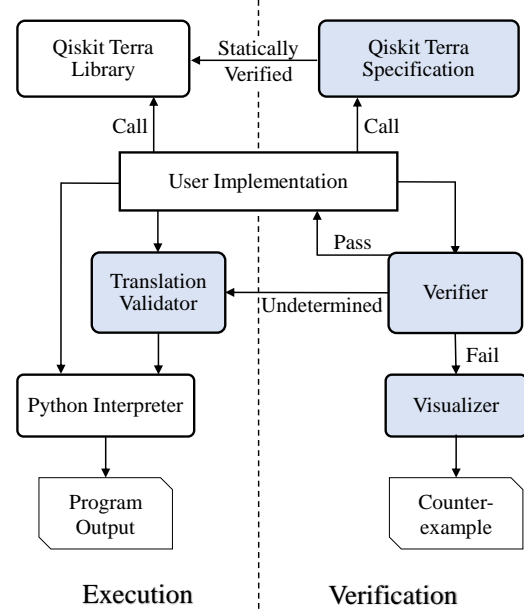 Qiskit Terra
Library
Statically
Verified
Qiskit Terra
Specification
Call
Call
User Implementation
Pass
Translation
Validator
Undetermined
Verifier
Fail
Python Interpreter
Visualizer
Program
Output
Counter-
example
Execution
Verification